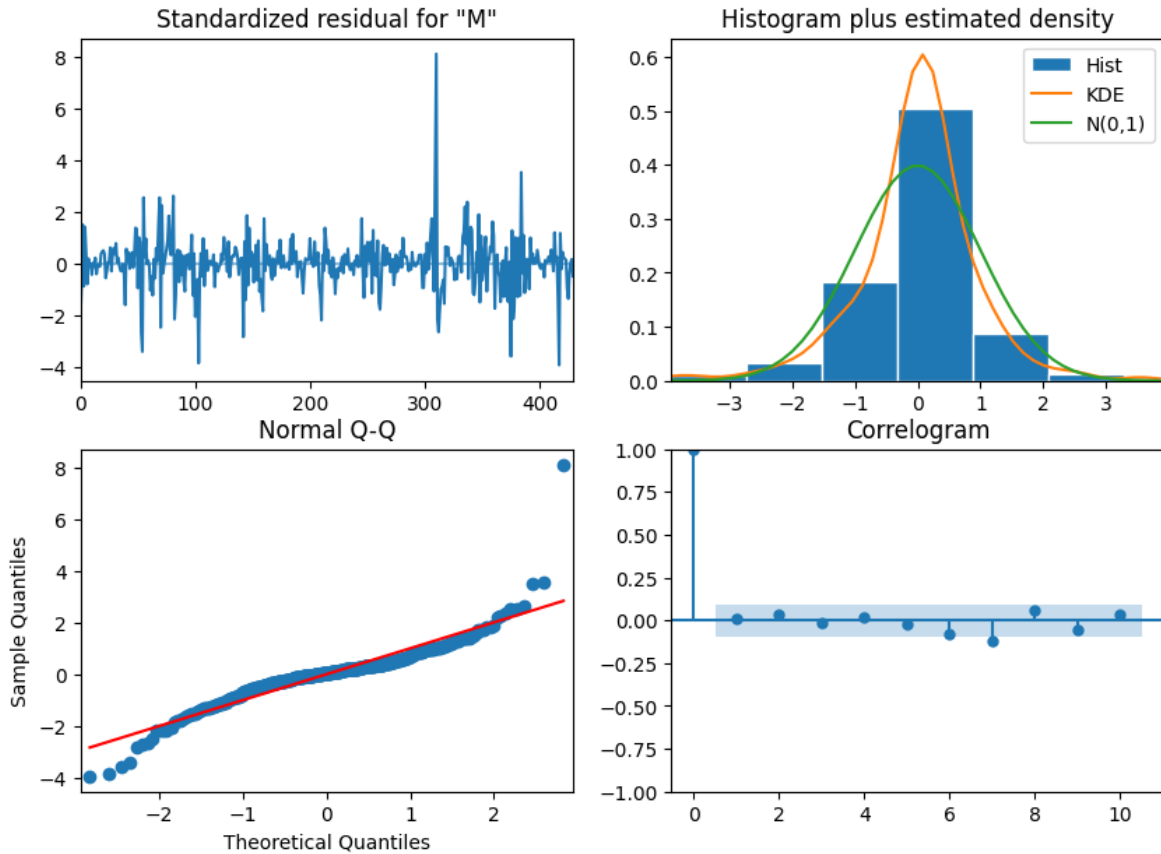 Standardized residual for "M"
8
6
4
2
0
−2
−4
0 100 200 300 400
Histogram plus estimated density
0.6
0.5
0.4
0.3
0.2
0.1
0.0
−3 −2 −1 0 1 2 3
Hist
KDE
N(0,1)
Normal Q-Q
Sample Quantiles
8
6
4
2
0
−2
−4
−2 −1 0 1 2
Theoretical Quantiles
Correlogram
1.00
0.75
0.50
0.25
0.00
−0.25
−0.50
−0.75
−1.00
0 2 4 6 8 10